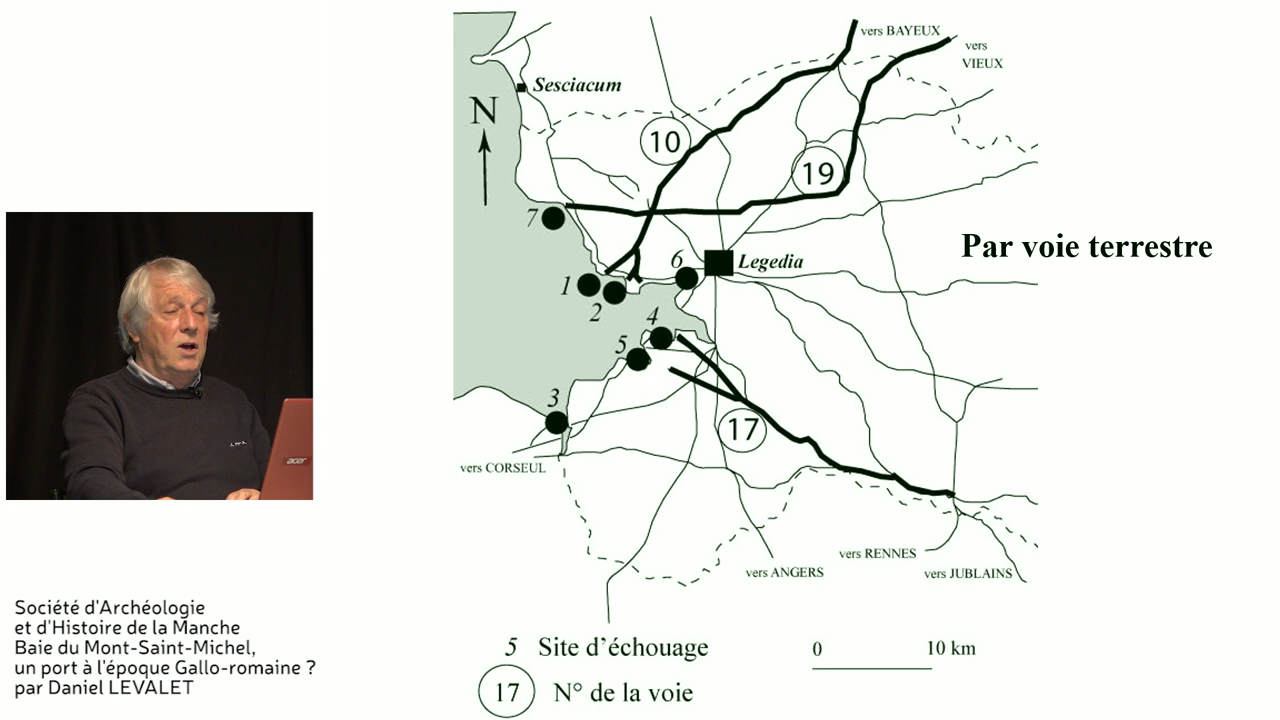 vers BAYEUX
vers
VIEUX
Sesciacum
N
10
19
7
Par voie terrestre
6
Legedia
1
2
4
5
3
17
vers CORSEUL
vers RENNES
vers ANGERS
vers JUBLAINS
acer
Société d'Archéologie
et d'Histoire de la Manche
Baie du Mont-Saint-Michel,
un port à l'époque Gallo-romaine ?
par Daniel LEVALET
5 Site d'échouage
0 10 km
17 N° de la voie